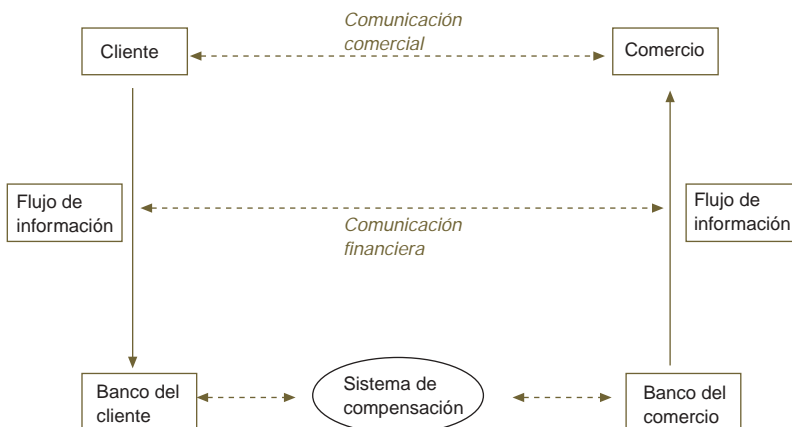 Comunicación
comercial
Cliente
Comercio
Flujo de
información
Comunicación
financiera
Flujo de
información
Banco del
cliente
Sistema de
compensación
Banco del
comercio